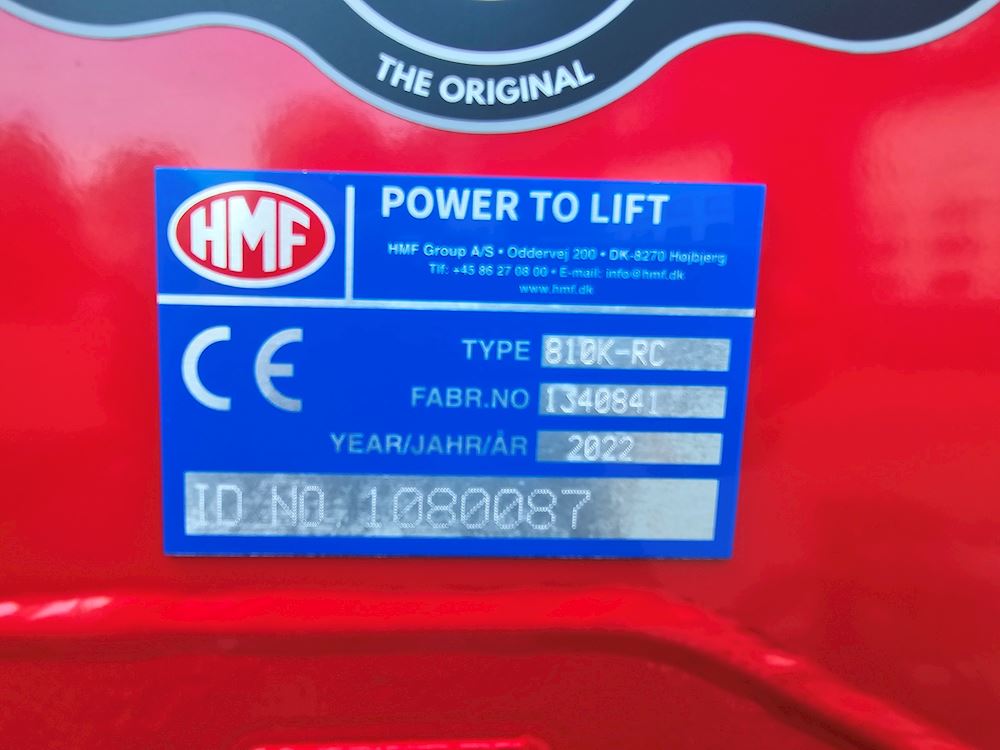 THE ORIGINAL
HMF
POWER TO LIFT
HMF Group A/S • Oddervej 200 • DK-8270 Højbjerg
Tlf: +45 86 27 08 00 • E-mail: info@hmf.dk
www.hmf.dk
CE
TYPE 810K-RC
FABR.NO 1340841
YEAR/JAHR/ÅR 2022
ID NO. 1080087